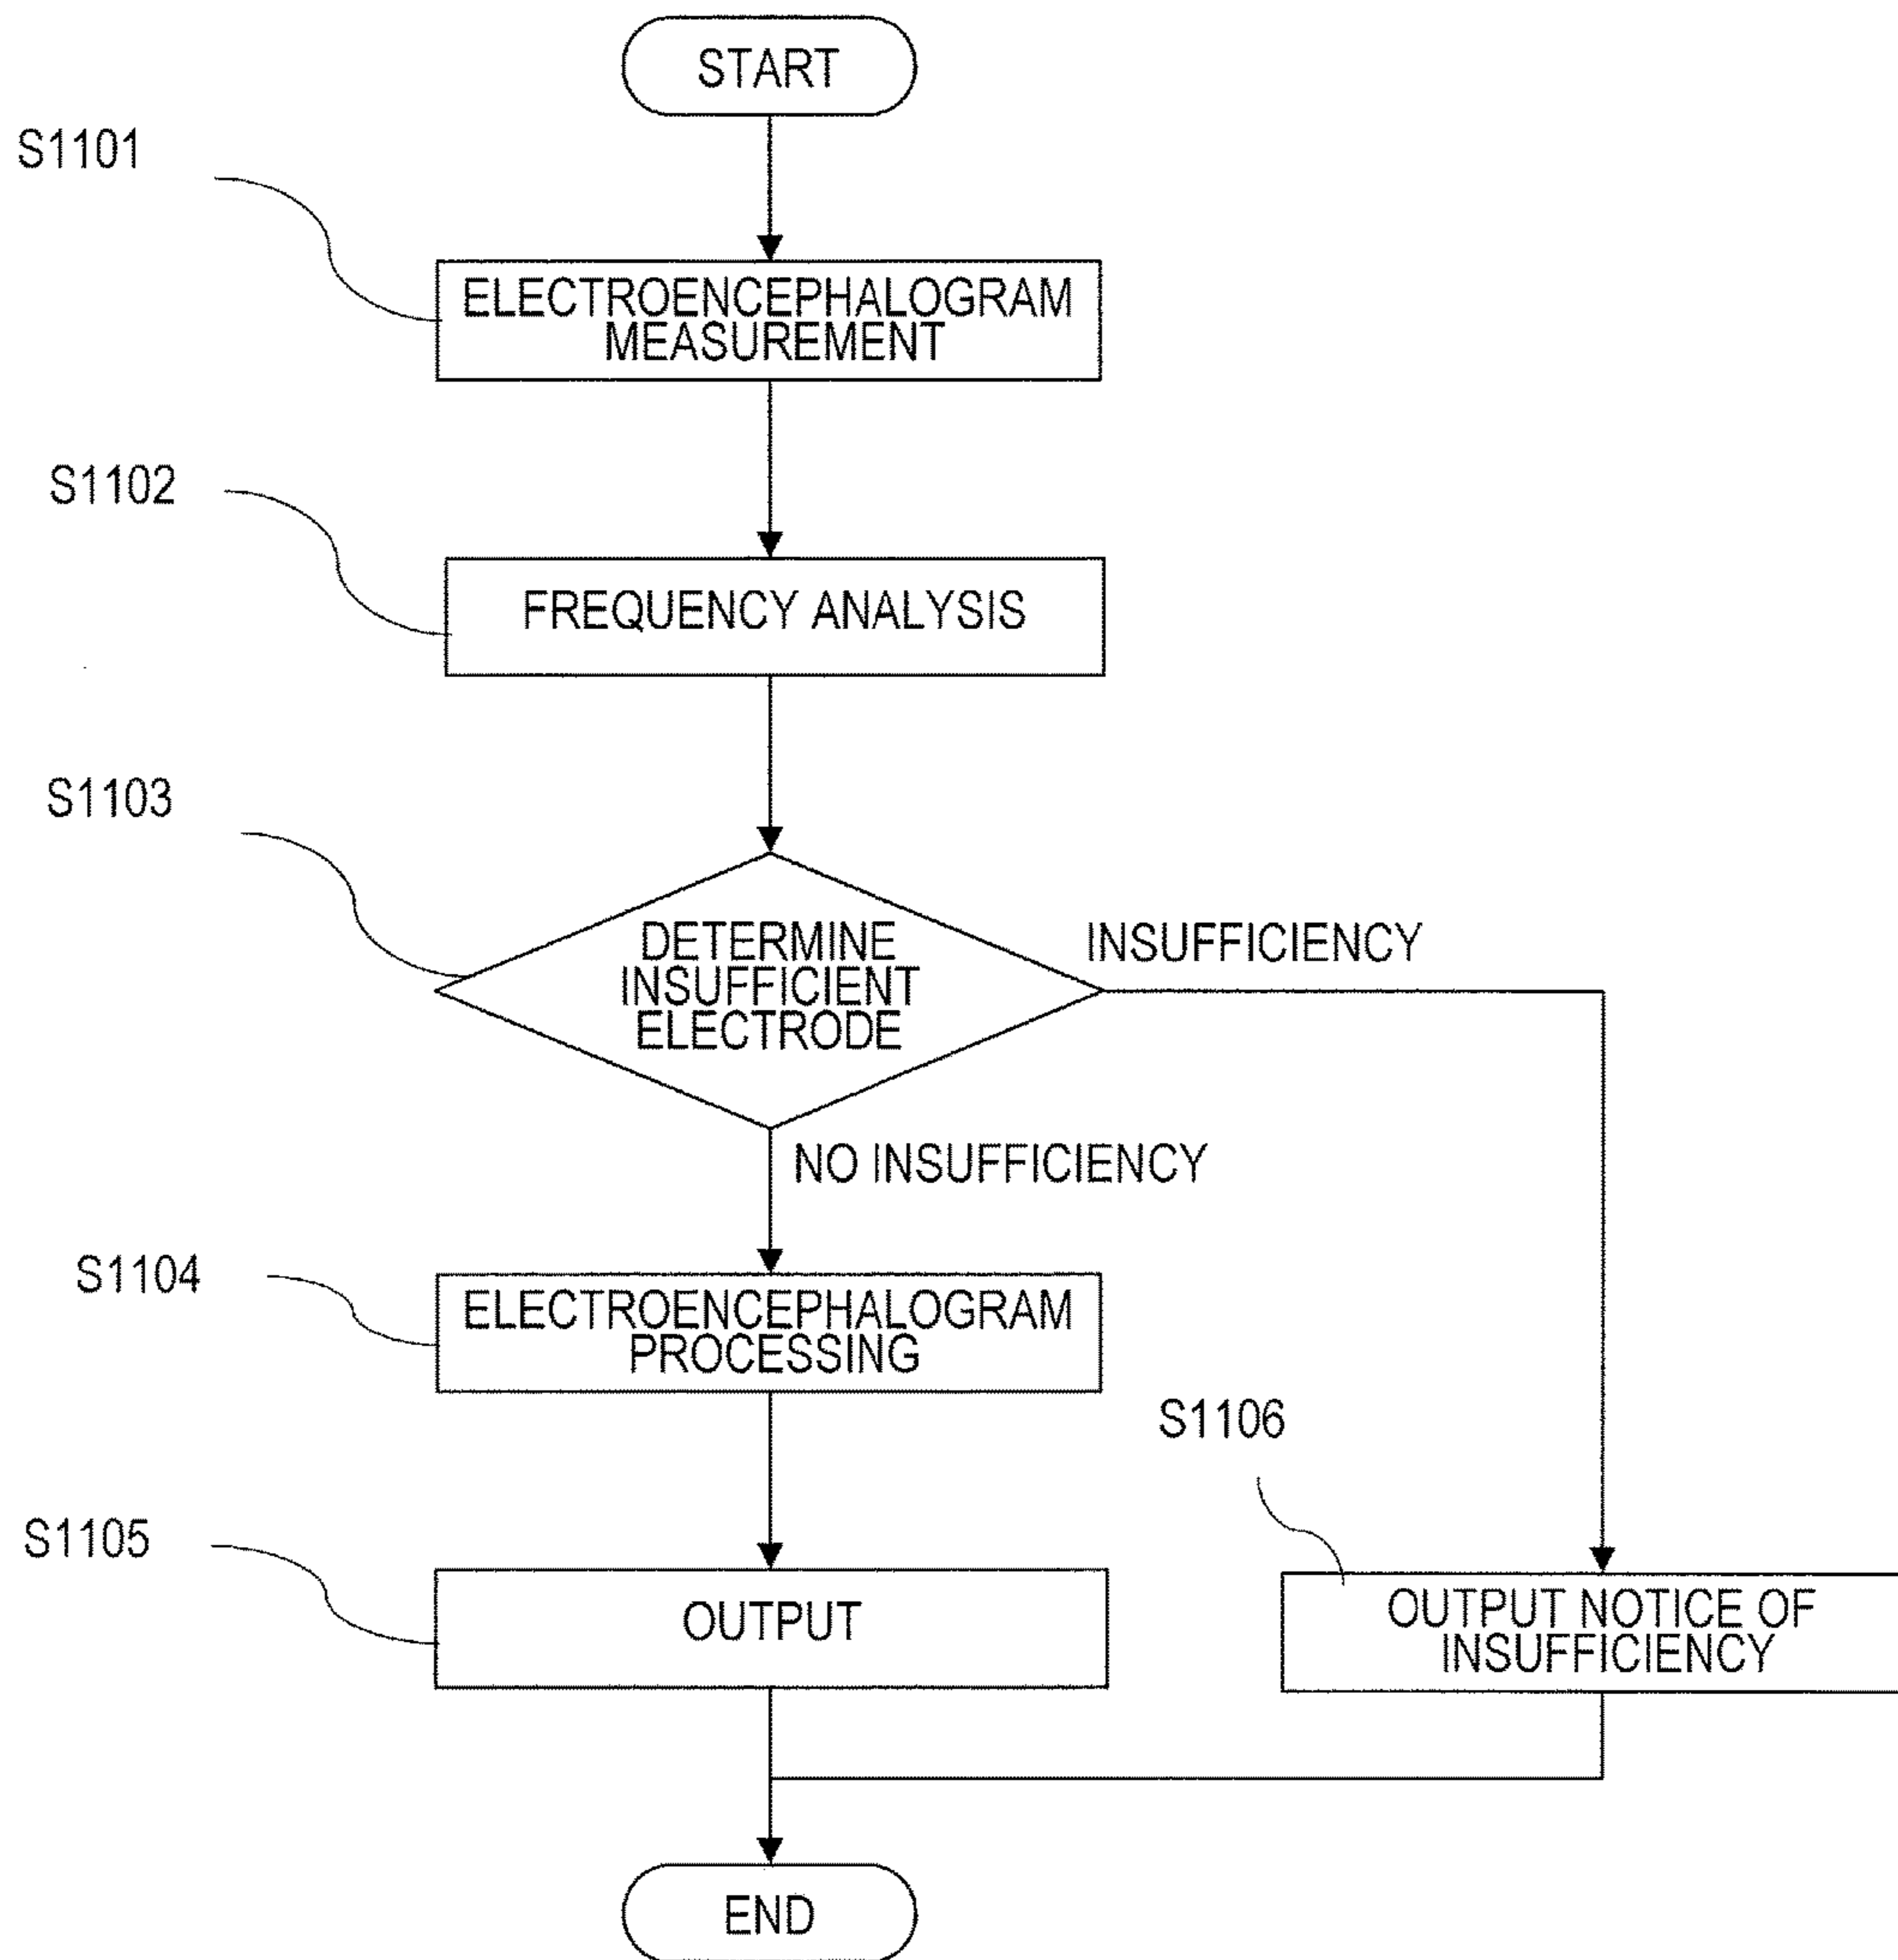 START
S1101
ELECTROENCEPHALOGRAM
MEASUREMENT
S1102
FREQUENCY ANALYSIS
S1103
DETERMINE
INSUFFICIENT
ELECTRODE
INSUFFICIENCY
NO INSUFFICIENCY
S1104
ELECTROENCEPHALOGRAM
PROCESSING
S1106
S1105
OUTPUT
OUTPUT NOTICE OF
INSUFFICIENCY
END